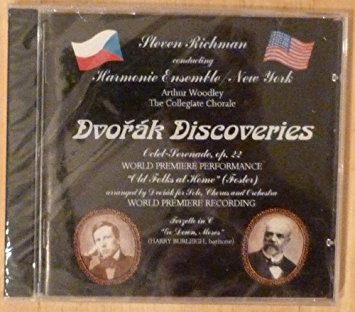 Steven Richman
conducting
Harmonie Ensemble/New York
Arthur Woodley
The Collegiate Chorale
Dvořák Discoveries
Octet-Serenade, op. 22
WORLD PREMIERE PERFORMANCE
"Old Folks at Home" (Foster)
arranged by Dvořák for Solo, Chorus and Orchestra
WORLD PREMIERE RECORDING
Terzetto in C
"Go Down, Moses"
(HARRY BURLEIGH, baritone)